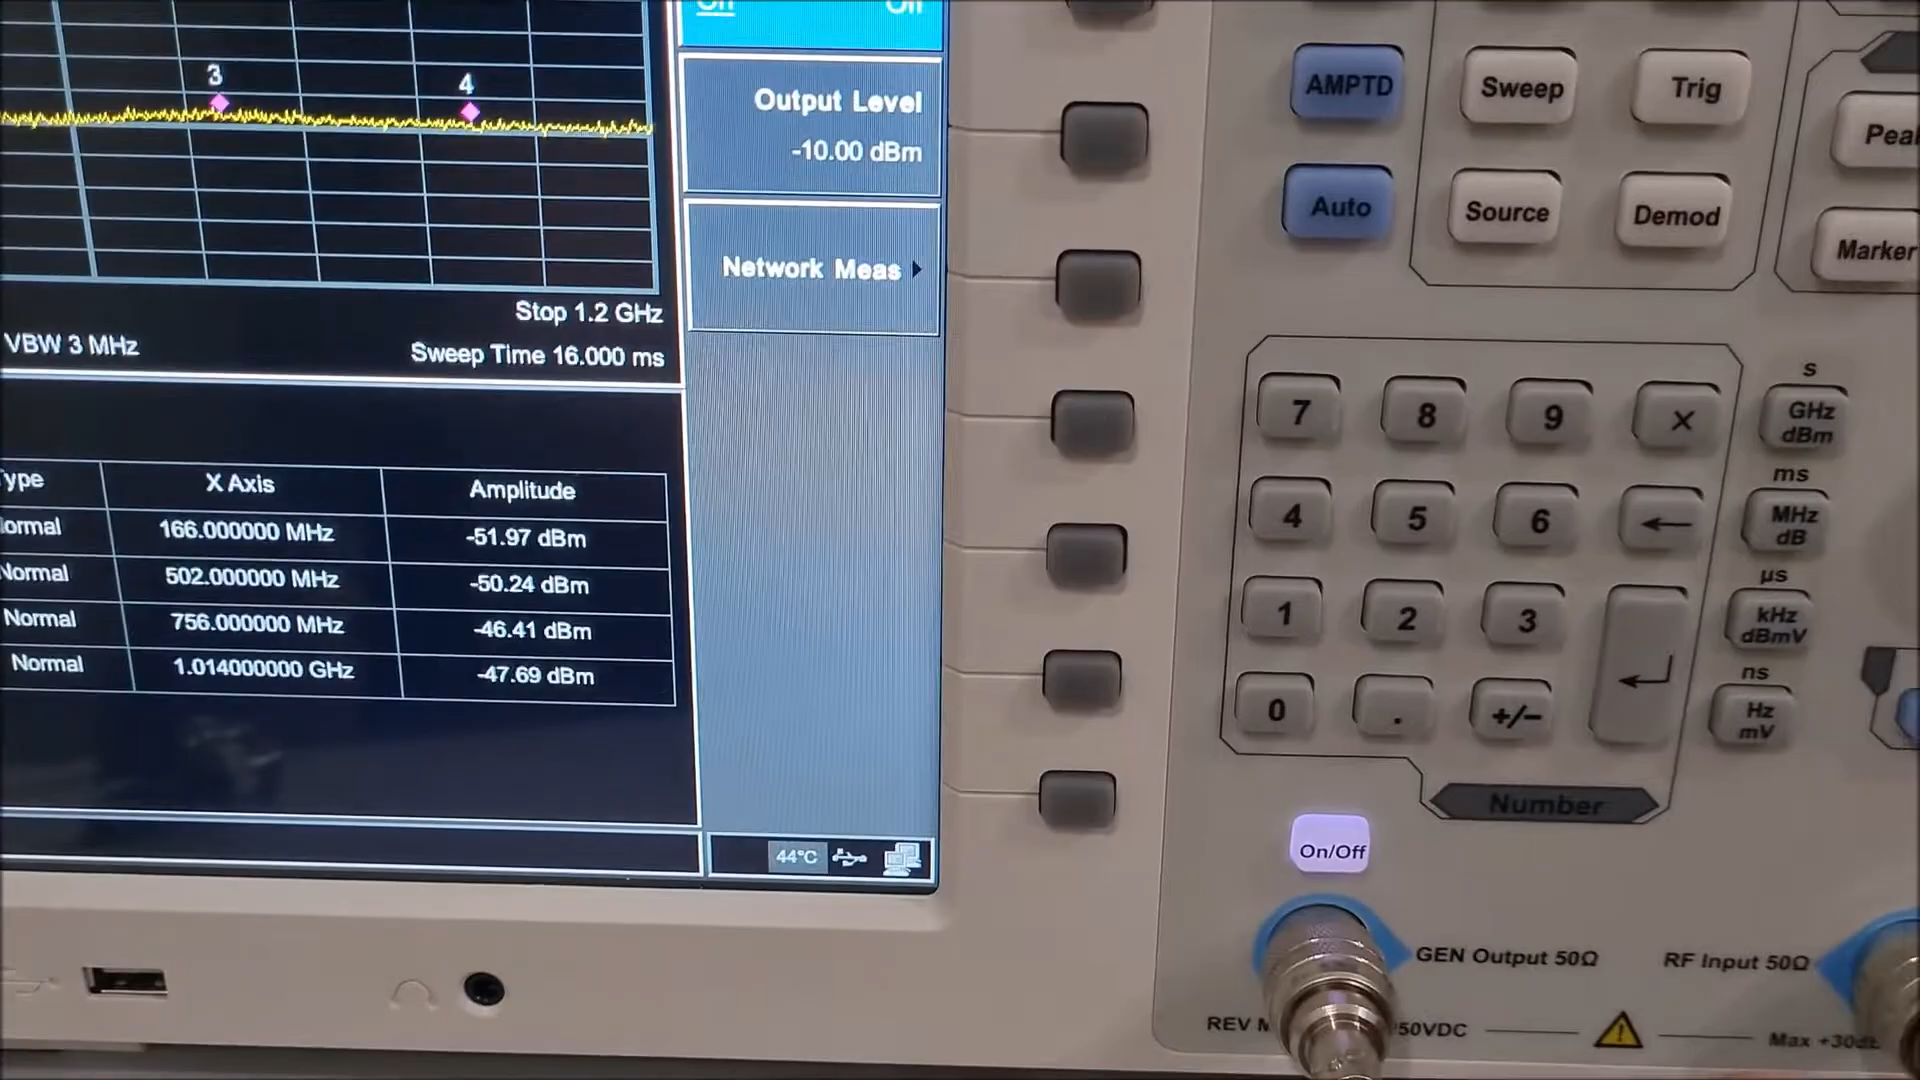 3
4
Output Level
-10.00 dBm
Network Meas
Stop 1.2 GHz
VBW 3 MHz
Sweep Time 16.000 ms
X Axis
Amplitude
166.000000 MHz
-51.97 dBm
Normal
502.000000 MHz
-50.24 dBm
Normal
756.000000 MHz
-46.41 dBm
Normal
1.014000000 GHz
-47.69 dBm
44°C
AMPTD
Sweep
Trig
Auto
Source
Demod
Marker
7
8
9
×
s
GHz
dBm
4
5
6
←
ms
MHz
dB
1
2
3
µs
kHz
dBmV
0
.
+/−
ns
Hz
mV
Number
On/Off
GEN Output 50Ω
RF Input 50Ω
50VDC
Max +30